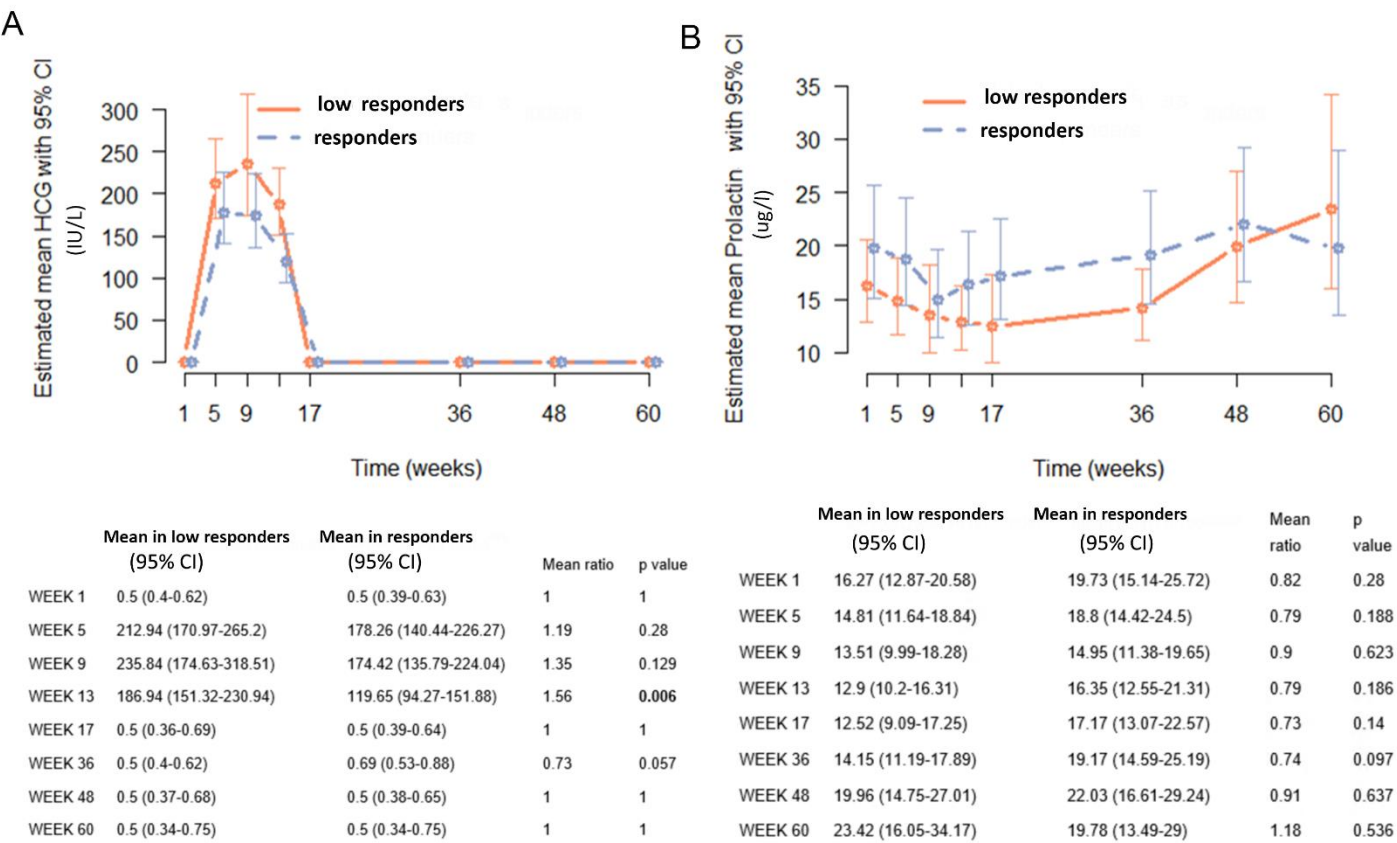 A
Estimated mean HCG with 95% CI
(IU/L)
low responders
responders
300
250
200
150
100
50
0
1 5 9 17 36 48 60
Time (weeks)
Mean in low responders Mean in responders
(95% CI) (95% CI) Mean ratio p value
WEEK 1 0.5 (0.4-0.62) 0.5 (0.39-0.63) 1 1
WEEK 5 212.94 (170.97-265.2) 178.26 (140.44-226.27) 1.19 0.28
WEEK 9 235.84 (174.63-318.51) 174.42 (135.79-224.04) 1.35 0.129
WEEK 13 186.94 (151.32-230.94) 119.65 (94.27-151.88) 1.56 0.006
WEEK 17 0.5 (0.36-0.69) 0.5 (0.39-0.64) 1 1
WEEK 36 0.5 (0.4-0.62) 0.69 (0.53-0.88) 0.73 0.057
WEEK 48 0.5 (0.37-0.68) 0.5 (0.38-0.65) 1 1
WEEK 60 0.5 (0.34-0.75) 0.5 (0.34-0.75) 1 1
B
Estimated mean Prolactin with 95% CI
(ug/l)
low responders
responders
35
30
25
20
15
10
1 5 9 17 36 48 60
Time (weeks)
Mean in low responders Mean in responders Mean p
(95% CI) (95% CI) ratio value
WEEK 1 16.27 (12.87-20.58) 19.73 (15.14-25.72) 0.82 0.28
WEEK 5 14.81 (11.64-18.84) 18.8 (14.42-24.5) 0.79 0.188
WEEK 9 13.51 (9.99-18.28) 14.95 (11.38-19.65) 0.9 0.623
WEEK 13 12.9 (10.2-16.31) 16.35 (12.55-21.31) 0.79 0.186
WEEK 17 12.52 (9.09-17.25) 17.17 (13.07-22.57) 0.73 0.14
WEEK 36 14.15 (11.19-17.89) 19.17 (14.59-25.19) 0.74 0.097
WEEK 48 19.96 (14.75-27.01) 22.03 (16.61-29.24) 0.91 0.637
WEEK 60 23.42 (16.05-34.17) 19.78 (13.49-29) 1.18 0.536